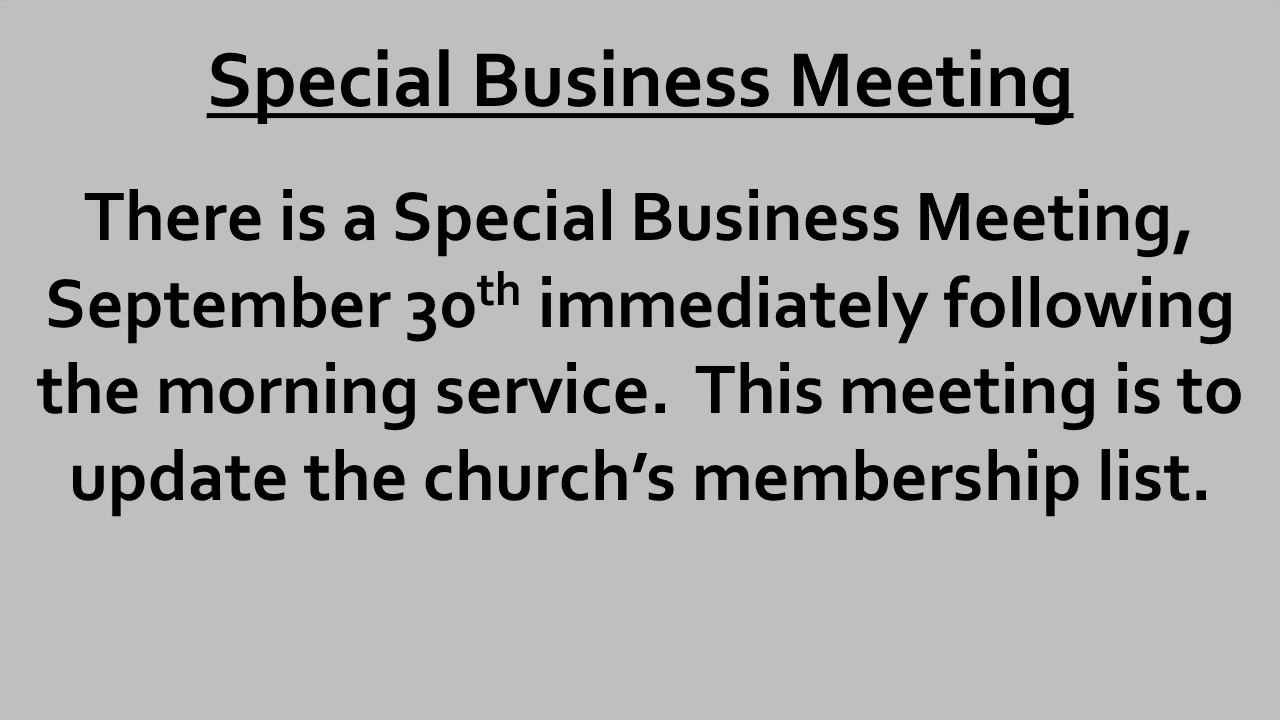 Special Business Meeting
There is a Special Business Meeting,
September 30th immediately following
the morning service.  This meeting is to
update the church’s membership list.